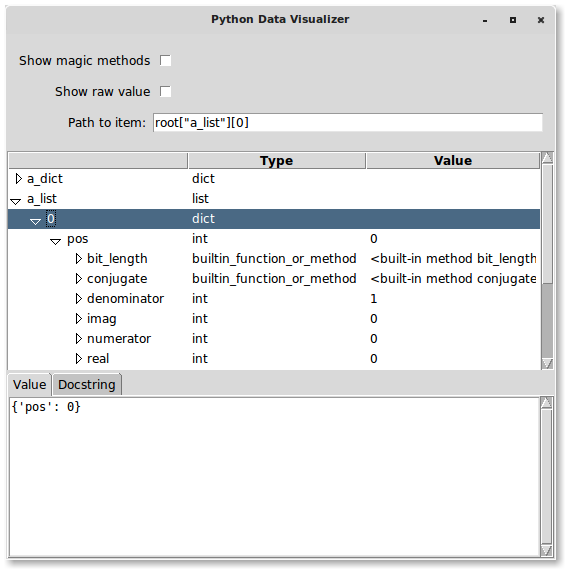 Python Data Visualizer
Show magic methods
Show raw value
Path to item: root["a_list"][0]
Type Value
a_dict dict
a_list list
0 dict
pos int 0
bit_length builtin_function_or_method <built-in method bit_length
conjugate builtin_function_or_method <built-in method conjugate
denominator int 1
imag int 0
numerator int 0
real int 0
Value Docstring
{'pos': 0}